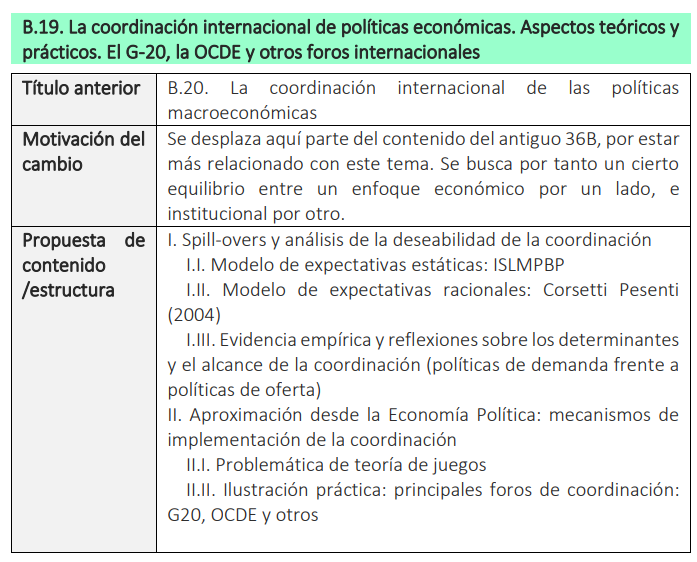 B.19. La coordinación internacional de políticas económicas. Aspectos teóricos y
prácticos. El G-20, la OCDE y otros foros internacionales
Título anterior
B.20. La coordinación internacional de las políticas
macroeconómicas
Motivación del
cambio
Se desplaza aquí parte del contenido del antiguo 36B, por estar
más relacionado con este tema. Se busca por tanto un cierto
equilibrio entre un enfoque económico por un lado, e
institucional por otro.
Propuesta de
contenido
/estructura
I. Spill-overs y análisis de la deseabilidad de la coordinación
I.I. Modelo de expectativas estáticas: ISLMPBP
I.II. Modelo de expectativas racionales: Corsetti Pesenti
(2004)
I.III. Evidencia empírica y reflexiones sobre los determinantes
y el alcance de la coordinación (políticas de demanda frente a
políticas de oferta)
II. Aproximación desde la Economía Política: mecanismos de
implementación de la coordinación
II.I. Problemática de teoría de juegos
II.II. Ilustración práctica: principales foros de coordinación:
G20, OCDE y otros